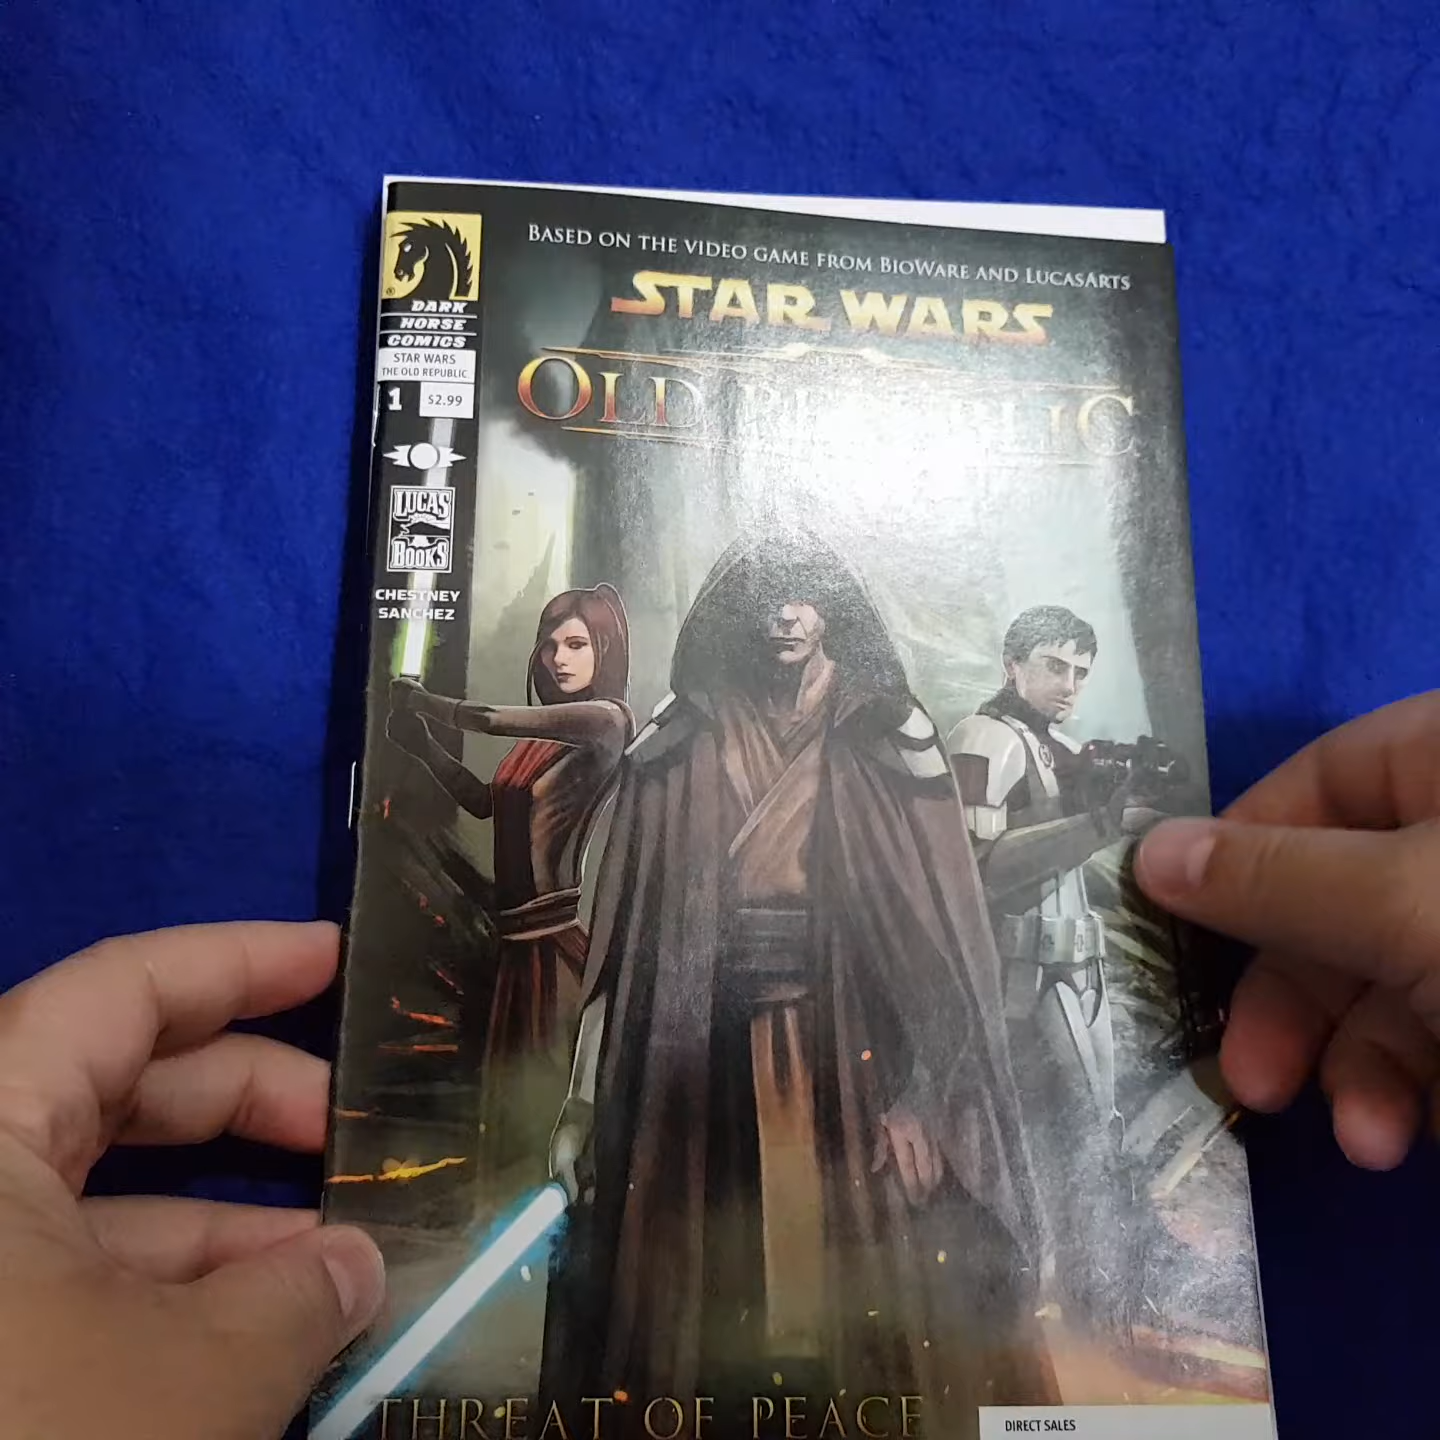 BASED ON THE VIDEO GAME FROM BIOWARE AND LUCASARTS
STAR WARS
OLD REPUBLIC
DARK
HORSE
COMICS
STAR WARS
THE OLD REPUBLIC
1 $2.99
LUCAS
BOOKS
CHESTNEY
SANCHEZ
THREAT OF PEACE
DIRECT SALES